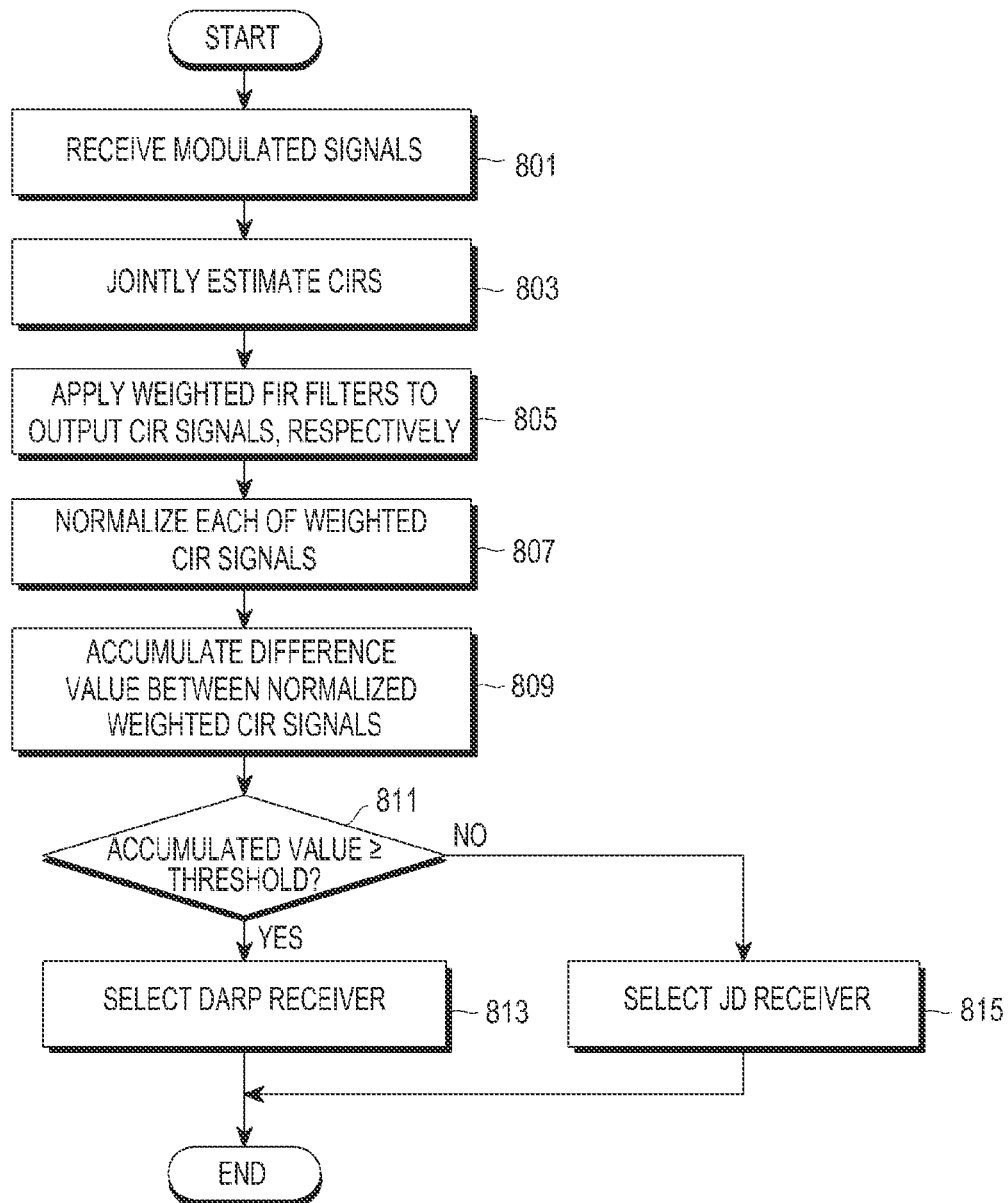 START
RECEIVE MODULATED SIGNALS
801
JOINTLY ESTIMATE CIRS
803
APPLY WEIGHTED FIR FILTERS TO
OUTPUT CIR SIGNALS, RESPECTIVELY
805
NORMALIZE EACH OF WEIGHTED
CIR SIGNALS
807
ACCUMULATE DIFFERENCE
VALUE BETWEEN NORMALIZED
WEIGHTED CIR SIGNALS
809
811
ACCUMULATED VALUE ≥
THRESHOLD?
NO
YES
SELECT DARP RECEIVER
813
SELECT JD RECEIVER
815
END